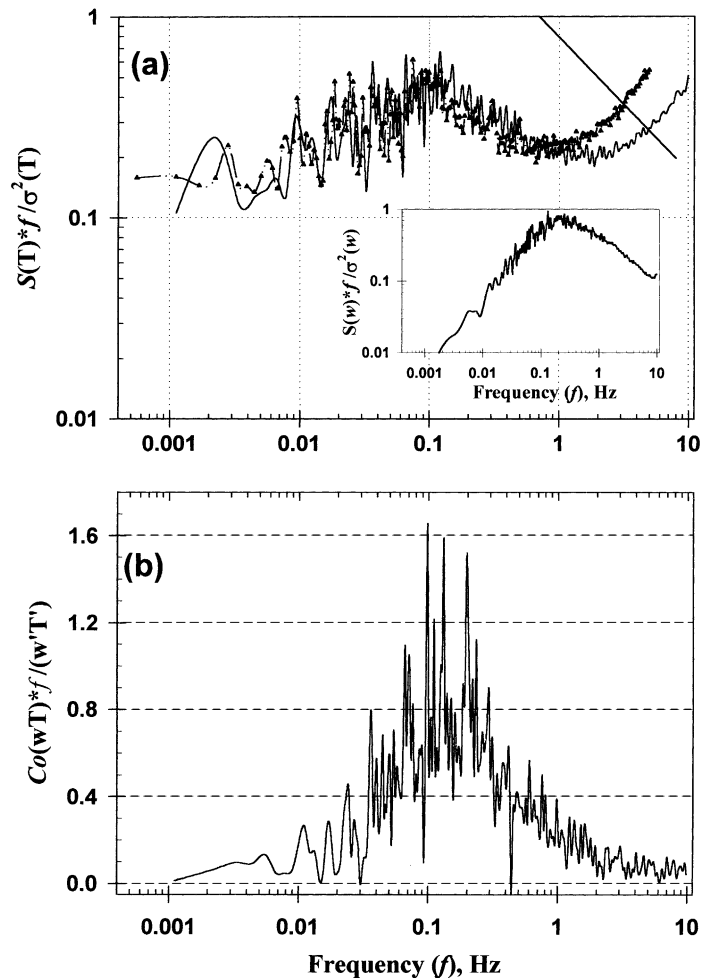 (a)
S(T)*f/σ²(T)
1
0.1
0.01
0.001 0.01 0.1 1 10
S(w)*f/σ²(w)
1
0.1
0.01
0.001 0.01 0.1 1 10
Frequency (f), Hz
(b)
Co(wT)*f/(w'T')
1.6
1.2
0.8
0.4
0.0
0.001 0.01 0.1 1 10
Frequency (f), Hz